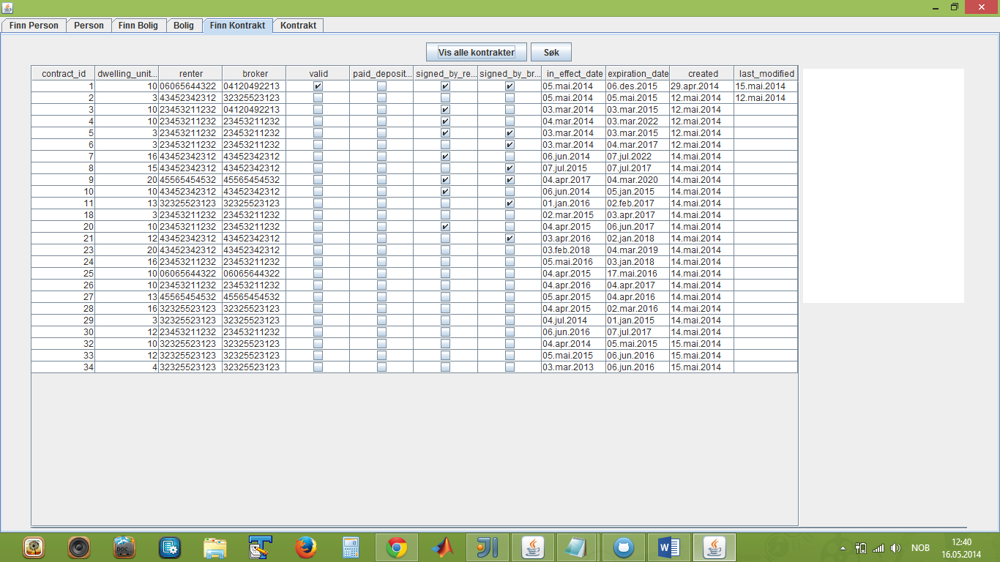 Finn Person Person Finn Bolig Bolig Finn Kontrakt Kontrakt
Vis alle kontrakter Søk
contract_id dwelling_unit... renter broker valid paid_deposit... signed_by_re... signed_by_br... in_effect_date expiration_date created last_modified
1 10 06065644322 04120492213 05.mai.2014 06.des.2015 29.apr.2014 15.mai.2014
2 3 43452342312 32325523123 05.mai.2014 05.mai.2015 12.mai.2014 12.mai.2014
3 10 23453211232 04120492213 03.mar.2014 03.mar.2015 12.mai.2014
4 10 23453211232 23453211232 04.mar.2014 03.mar.2022 12.mai.2014
5 3 23453211232 23453211232 03.mar.2014 03.mar.2015 12.mai.2014
6 3 23453211232 23453211232 03.mar.2014 04.mar.2017 12.mai.2014
7 16 43452342312 43452342312 06.jun.2014 07.jul.2022 14.mai.2014
8 15 43452342312 43452342312 07.jul.2015 07.jul.2017 14.mai.2014
9 20 45565454532 45565454532 04.apr.2017 04.mar.2020 14.mai.2014
10 10 43452342312 43452342312 06.jun.2014 05.jan.2015 14.mai.2014
11 13 32325523123 32325523123 01.jan.2016 02.feb.2017 14.mai.2014
18 3 23453211232 23453211232 02.mar.2015 03.apr.2017 14.mai.2014
20 10 23453211232 23453211232 04.apr.2015 06.jun.2017 14.mai.2014
21 12 43452342312 43452342312 03.apr.2016 02.jan.2018 14.mai.2014
23 20 43452342312 43452342312 03.feb.2018 04.mar.2019 14.mai.2014
24 16 23453211232 23453211232 05.mai.2016 03.jan.2018 14.mai.2014
25 10 06065644322 06065644322 04.apr.2015 17.mai.2016 14.mai.2014
26 10 23453211232 23453211232 04.apr.2016 04.apr.2017 14.mai.2014
27 13 45565454532 45565454532 05.apr.2015 04.apr.2016 14.mai.2014
28 16 32325523123 32325523123 04.apr.2015 02.mar.2016 14.mai.2014
29 3 32325523123 32325523123 04.jul.2014 01.jan.2015 14.mai.2014
30 12 23453211232 23453211232 06.jun.2016 07.jul.2017 14.mai.2014
32 10 32325523123 32325523123 04.apr.2014 05.mai.2015 15.mai.2014
33 12 32325523123 32325523123 05.mai.2015 06.jun.2016 15.mai.2014
34 4 32325523123 32325523123 03.mar.2013 06.jun.2016 15.mai.2014
DOC
NOB
12:40
16.05.2014